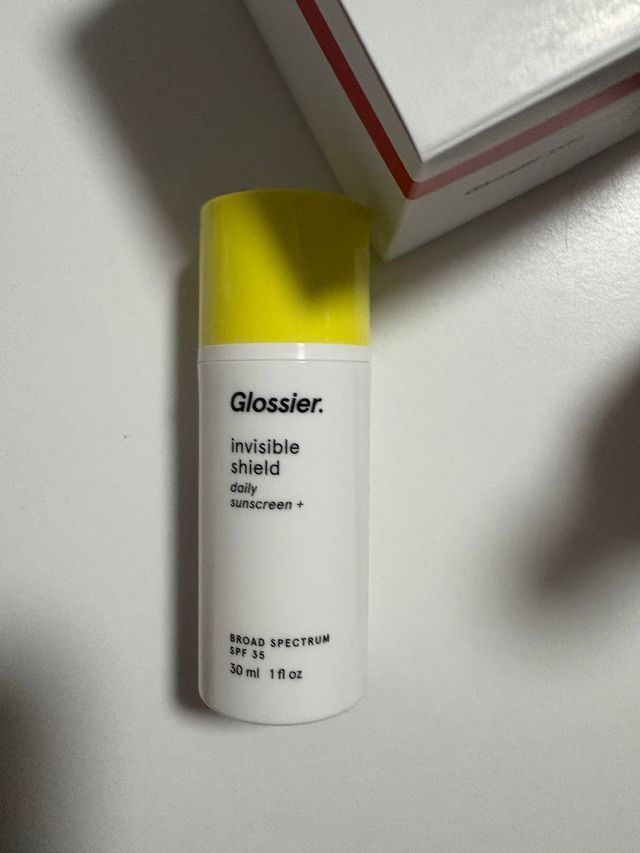 Glossier.
invisible
shield
daily
sunscreen +
BROAD SPECTRUM
SPF 35
30 ml 1 fl oz